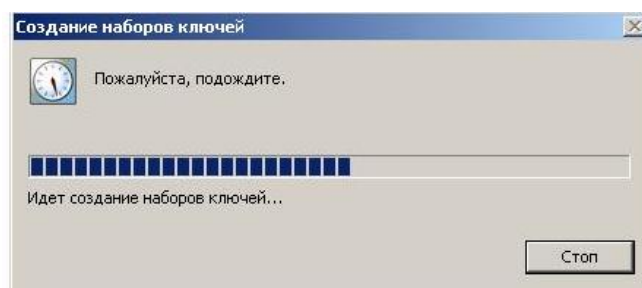 Создание наборов ключей
Пожалуйста, подождите.
Идет создание наборов ключей...
Стоп